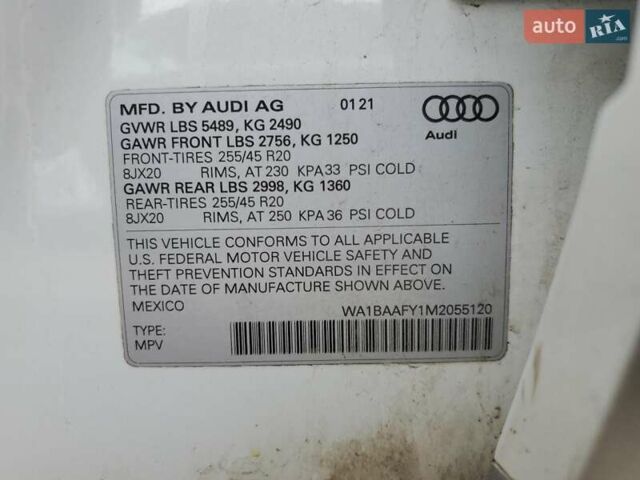 auto RIA .com
MFD. BY AUDI AG 01 21
GVWR LBS 5489, KG 2490
GAWR FRONT LBS 2756, KG 1250
FRONT-TIRES 255/45 R20
8JX20 RIMS, AT 230 KPA 33 PSI COLD
GAWR REAR LBS 2998, KG 1360
REAR-TIRES 255/45 R20
8JX20 RIMS, AT 250 KPA 36 PSI COLD
Audi
THIS VEHICLE CONFORMS TO ALL APPLICABLE
U.S. FEDERAL MOTOR VEHICLE SAFETY AND
THEFT PREVENTION STANDARDS IN EFFECT ON
THE DATE OF MANUFACTURE SHOWN ABOVE.
MEXICO WA1BAAFY1M2055120
TYPE:
MPV